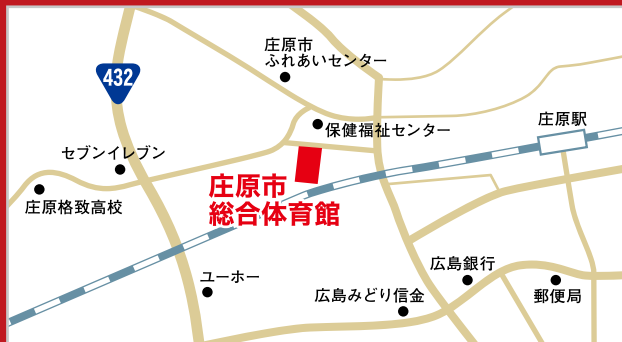 庄原市
ふれあいセンター
432
庄原駅
保健福祉センター
セブンイレブン
庄原市
総合体育館
庄原格致高校
ユーホー
広島銀行
広島みどり信金
郵便局